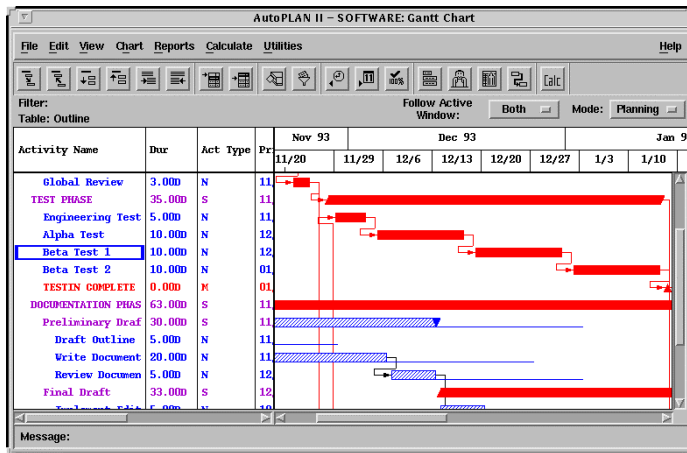 AutoPLAN II – SOFTWARE: Gantt Chart
File Edit View Chart Reports Calculate Utilities Help
100% Calc
Filter:
Table: Outline
Follow Active Window: Both Mode: Planning
Nov 93 Dec 93 Jan 9
Activity Name Dur Act Type Pr
11/20 11/29 12/6 12/13 12/20 12/27 1/3 1/10
Global Review 3.00D N 11
TEST PHASE 35.00D S 11
Engineering Test 5.00D N 11
Alpha Test 10.00D N 12
Beta Test 1 10.00D N 12
Beta Test 2 10.00D N 01
TESTIN COMPLETE 0.00D M 01
DOCUMENTATION PHAS 63.00D S 11
Preliminary Draf 30.00D S 11
Draft Outline 5.00D N 11
Write Document 20.00D N 11
Review Documen 5.00D N 12
Final Draft 33.00D S 12
Message: